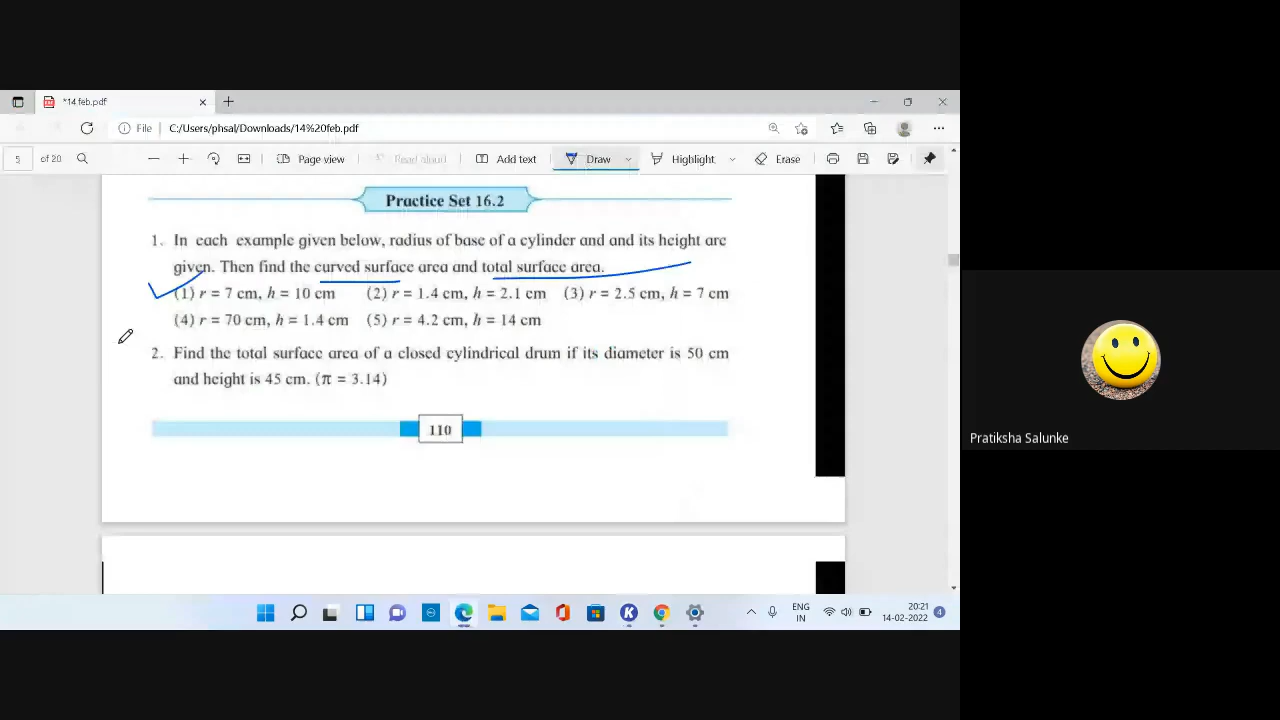 *14 feb.pdf
File C:/Users/phsal/Downloads/14%20feb.pdf
5 of 20 Page view Read aloud Add text Draw Highlight Erase
Practice Set 16.2
1. In each example given below, radius of base of a cylinder and and its height are
given. Then find the curved surface area and total surface area.
(1) r = 7 cm, h = 10 cm (2) r = 1.4 cm, h = 2.1 cm (3) r = 2.5 cm, h = 7 cm
(4) r = 70 cm, h = 1.4 cm (5) r = 4.2 cm, h = 14 cm
2. Find the total surface area of a closed cylindrical drum if its diameter is 50 cm
and height is 45 cm. (π = 3.14)
110
Pratiksha Salunke
ENG
IN
20:21
14-02-2022
4